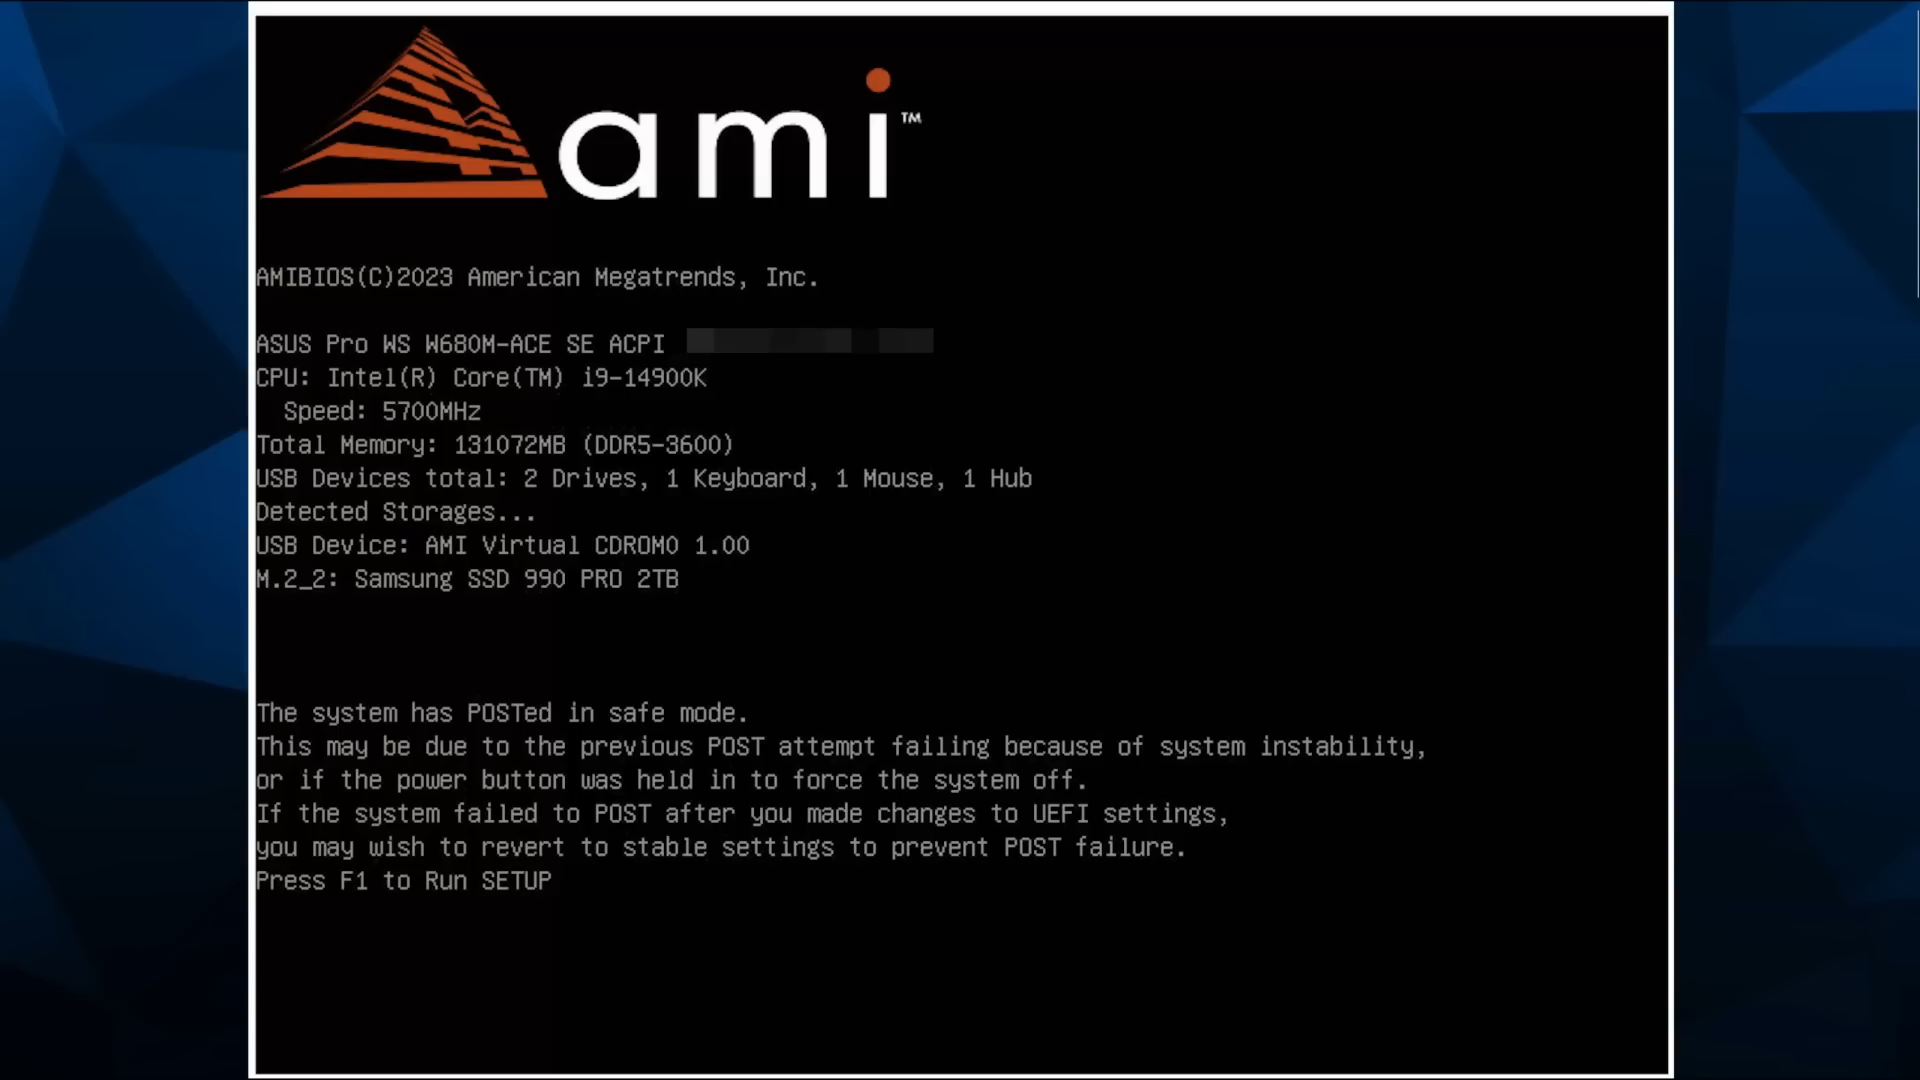 ami™
AMIBIOS(C)2023 American Megatrends, Inc.
ASUS Pro WS W680M-ACE SE ACPI
CPU: Intel(R) Core(TM) i9-14900K
Speed: 5700MHz
Total Memory: 131072MB (DDR5-3600)
USB Devices total: 2 Drives, 1 Keyboard, 1 Mouse, 1 Hub
Detected Storages...
USB Device: AMI Virtual CDROM0 1.00
M.2_2: Samsung SSD 990 PRO 2TB
The system has POSTed in safe mode.
This may be due to the previous POST attempt failing because of system instability,
or if the power button was held in to force the system off.
If the system failed to POST after you made changes to UEFI settings,
you may wish to revert to stable settings to prevent POST failure.
Press F1 to Run SETUP